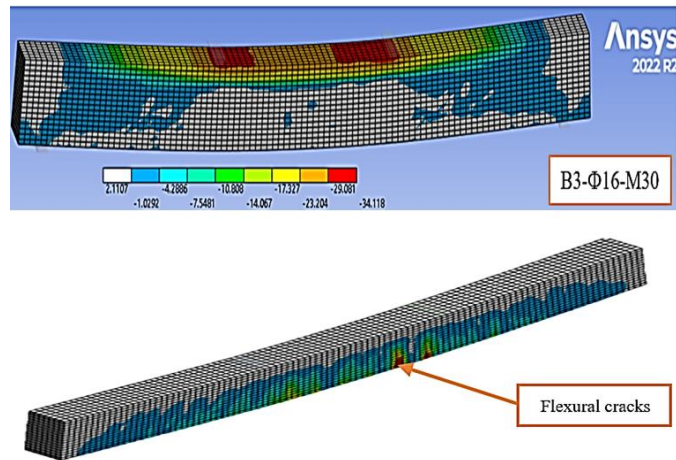 Ansys
2022 R2
2.1107 -4.2886 -10.808 -17.327 -29.081
-1.0292 -7.5481 -14.067 -23.204 -34.118
B3-Φ16-M30
Flexural cracks